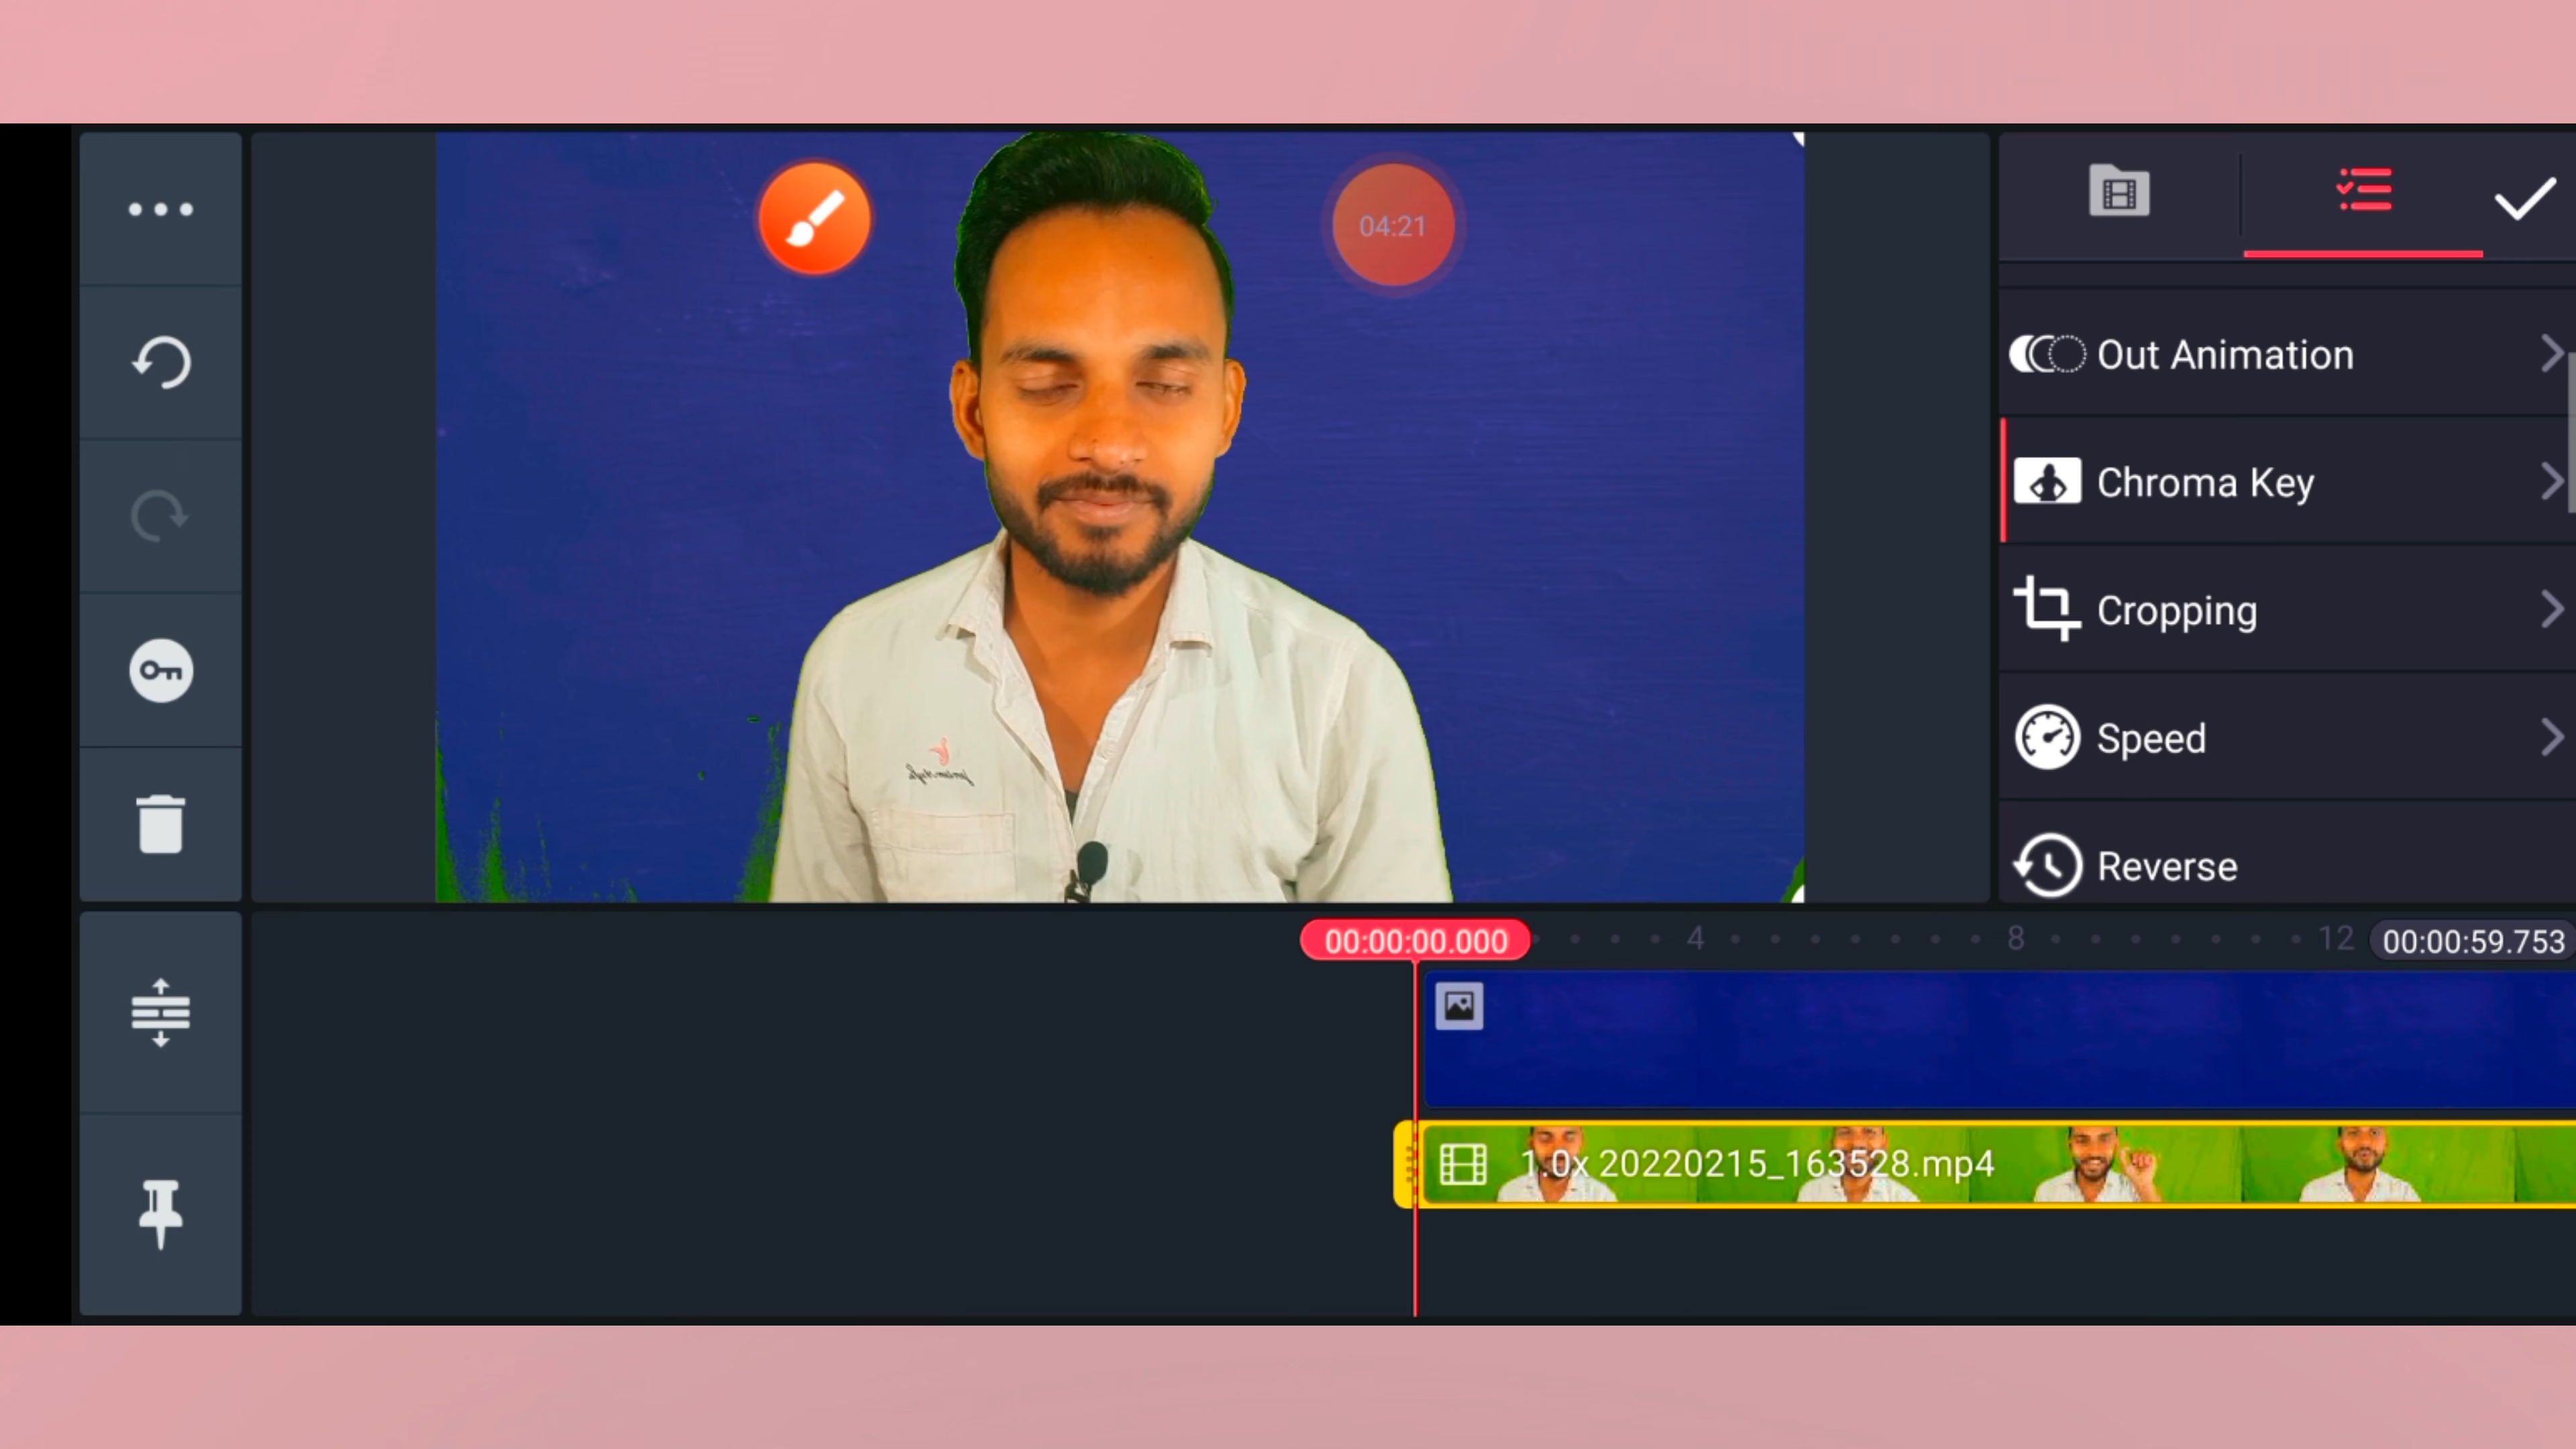 04:21
Out Animation
Chroma Key
Cropping
Speed
Reverse
00:00:00.000
4
8
12
00:00:59.753
1.0x 20220215_163528.mp4